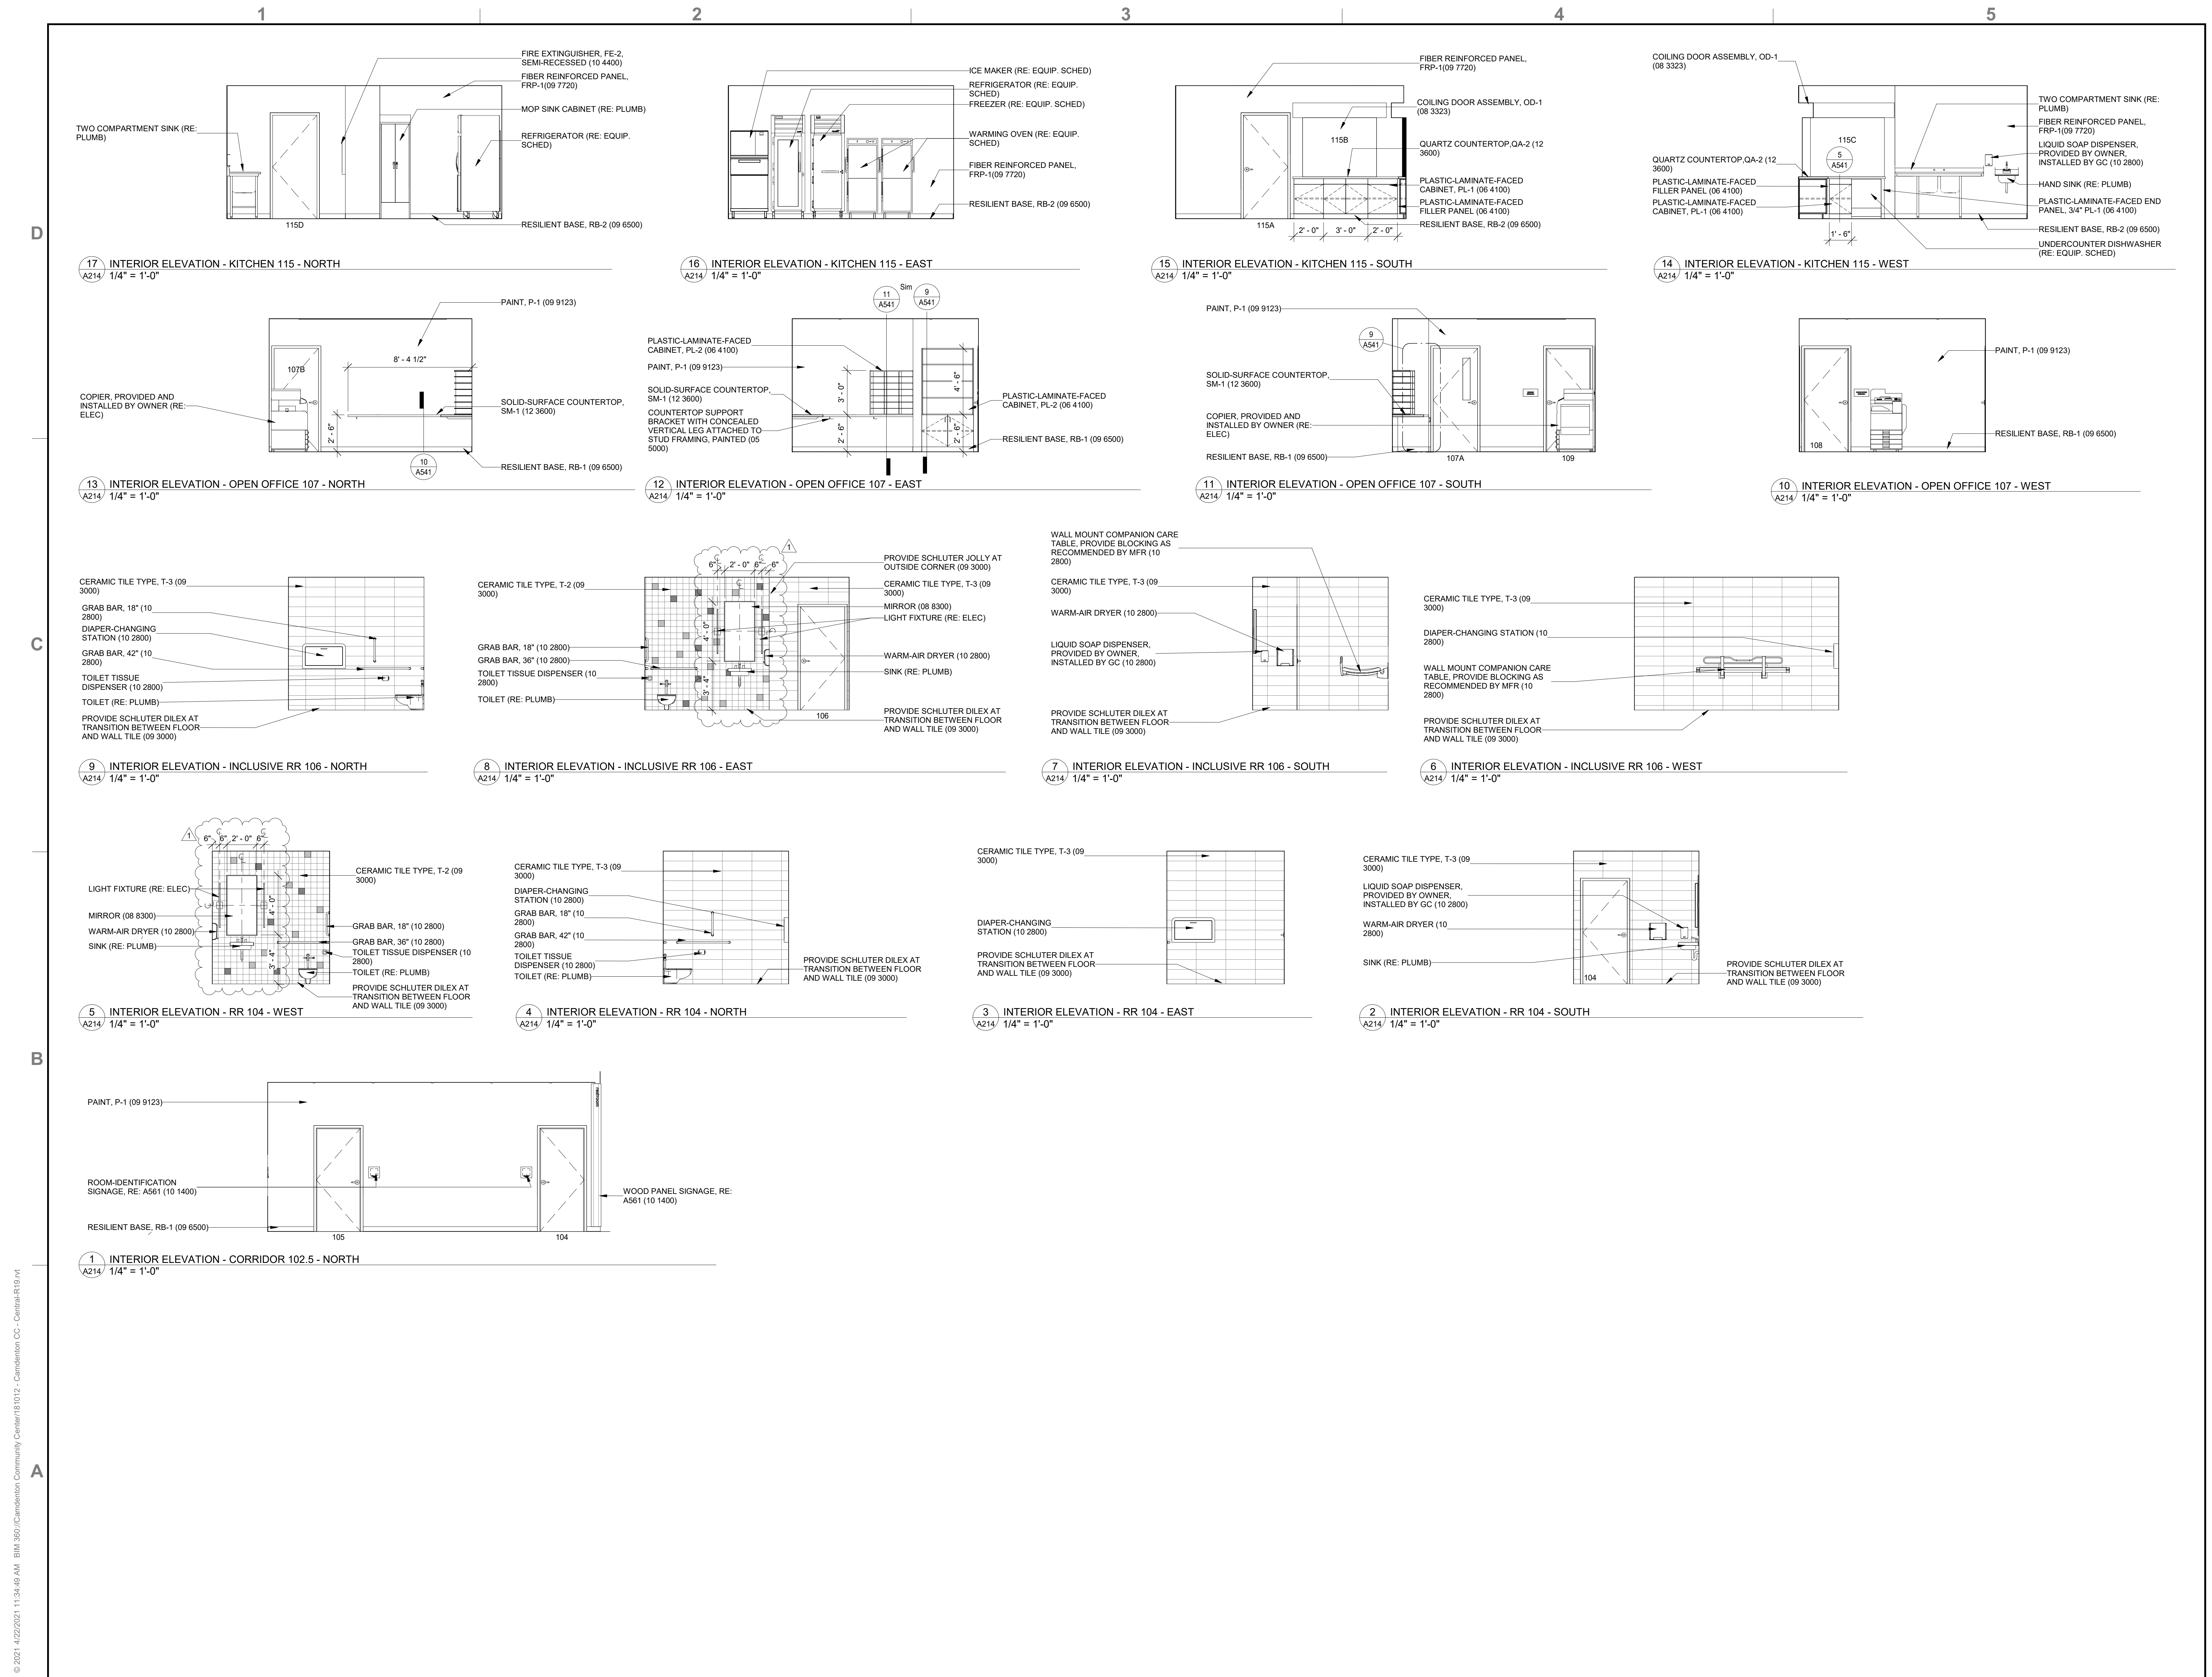 1
2
3
4
5
D
C
B
A
FIRE EXTINGUISHER, FE-2,
SEMI-RECESSED (10 4400)
FIBER REINFORCED PANEL,
FRP-1(09 7720)
MOP SINK CABINET (RE: PLUMB)
TWO COMPARTMENT SINK (RE:
PLUMB)
REFRIGERATOR (RE: EQUIP.
SCHED)
RESILIENT BASE, RB-2 (09 6500)
115D
17
A214
INTERIOR ELEVATION - KITCHEN 115 - NORTH
1/4" = 1'-0"
ICE MAKER (RE: EQUIP. SCHED)
REFRIGERATOR (RE: EQUIP.
SCHED)
FREEZER (RE: EQUIP. SCHED)
WARMING OVEN (RE: EQUIP.
SCHED)
FIBER REINFORCED PANEL,
FRP-1(09 7720)
RESILIENT BASE, RB-2 (09 6500)
16
A214
INTERIOR ELEVATION - KITCHEN 115 - EAST
1/4" = 1'-0"
FIBER REINFORCED PANEL,
FRP-1(09 7720)
COILING DOOR ASSEMBLY, OD-1
(08 3323)
115B
QUARTZ COUNTERTOP,QA-2 (12
3600)
PLASTIC-LAMINATE-FACED
CABINET, PL-1 (06 4100)
PLASTIC-LAMINATE-FACED
FILLER PANEL (06 4100)
RESILIENT BASE, RB-2 (09 6500)
115A
2' - 0"
3' - 0"
2' - 0"
15
A214
INTERIOR ELEVATION - KITCHEN 115 - SOUTH
1/4" = 1'-0"
COILING DOOR ASSEMBLY, OD-1
(08 3323)
TWO COMPARTMENT SINK (RE:
PLUMB)
FIBER REINFORCED PANEL,
FRP-1(09 7720)
LIQUID SOAP DISPENSER,
PROVIDED BY OWNER,
INSTALLED BY GC (10 2800)
115C
5
A541
QUARTZ COUNTERTOP,QA-2 (12
3600)
PLASTIC-LAMINATE-FACED
FILLER PANEL (06 4100)
PLASTIC-LAMINATE-FACED
CABINET, PL-1 (06 4100)
HAND SINK (RE: PLUMB)
PLASTIC-LAMINATE-FACED END
PANEL, 3/4" PL-1 (06 4100)
RESILIENT BASE, RB-2 (09 6500)
1' - 6"
UNDERCOUNTER DISHWASHER
(RE: EQUIP. SCHED)
14
A214
INTERIOR ELEVATION - KITCHEN 115 - WEST
1/4" = 1'-0"
PAINT, P-1 (09 9123)
107B
8' - 4 1/2"
COPIER, PROVIDED AND
INSTALLED BY OWNER (RE:
ELEC)
SOLID-SURFACE COUNTERTOP,
SM-1 (12 3600)
2' - 6"
10
A541
RESILIENT BASE, RB-1 (09 6500)
13
A214
INTERIOR ELEVATION - OPEN OFFICE 107 - NORTH
1/4" = 1'-0"
11
A541
Sim
9
A541
PLASTIC-LAMINATE-FACED
CABINET, PL-2 (06 4100)
PAINT, P-1 (09 9123)
SOLID-SURFACE COUNTERTOP,
SM-1 (12 3600)
COUNTERTOP SUPPORT
BRACKET WITH CONCEALED
VERTICAL LEG ATTACHED TO
STUD FRAMING, PAINTED (05
5000)
3' - 0"
4' - 6"
2' - 6"
2' - 6"
PLASTIC-LAMINATE-FACED
CABINET, PL-2 (06 4100)
RESILIENT BASE, RB-1 (09 6500)
12
A214
INTERIOR ELEVATION - OPEN OFFICE 107 - EAST
1/4" = 1'-0"
PAINT, P-1 (09 9123)
9
A541
SOLID-SURFACE COUNTERTOP,
SM-1 (12 3600)
COPIER, PROVIDED AND
INSTALLED BY OWNER (RE:
ELEC)
RESILIENT BASE, RB-1 (09 6500)
107A
109
11
A214
INTERIOR ELEVATION - OPEN OFFICE 107 - SOUTH
1/4" = 1'-0"
PAINT, P-1 (09 9123)
108
RESILIENT BASE, RB-1 (09 6500)
10
A214
INTERIOR ELEVATION - OPEN OFFICE 107 - WEST
1/4" = 1'-0"
CERAMIC TILE TYPE, T-3 (09
3000)
GRAB BAR, 18" (10
2800)
DIAPER-CHANGING
STATION (10 2800)
GRAB BAR, 42" (10
2800)
TOILET TISSUE
DISPENSER (10 2800)
TOILET (RE: PLUMB)
PROVIDE SCHLUTER DILEX AT
TRANSITION BETWEEN FLOOR
AND WALL TILE (09 3000)
9
A214
INTERIOR ELEVATION - INCLUSIVE RR 106 - NORTH
1/4" = 1'-0"
1
6"
2' - 0"
6"
6"
CERAMIC TILE TYPE, T-2 (09
3000)
GRAB BAR, 18" (10 2800)
GRAB BAR, 36" (10 2800)
TOILET TISSUE DISPENSER (10
2800)
TOILET (RE: PLUMB)
4' - 0"
3' - 4"
PROVIDE SCHLUTER JOLLY AT
OUTSIDE CORNER (09 3000)
CERAMIC TILE TYPE, T-3 (09
3000)
MIRROR (08 8300)
LIGHT FIXTURE (RE: ELEC)
WARM-AIR DRYER (10 2800)
SINK (RE: PLUMB)
PROVIDE SCHLUTER DILEX AT
TRANSITION BETWEEN FLOOR
AND WALL TILE (09 3000)
106
8
A214
INTERIOR ELEVATION - INCLUSIVE RR 106 - EAST
1/4" = 1'-0"
WALL MOUNT COMPANION CARE
TABLE, PROVIDE BLOCKING AS
RECOMMENDED BY MFR (10
2800)
CERAMIC TILE TYPE, T-3 (09
3000)
WARM-AIR DRYER (10 2800)
LIQUID SOAP DISPENSER,
PROVIDED BY OWNER,
INSTALLED BY GC (10 2800)
PROVIDE SCHLUTER DILEX AT
TRANSITION BETWEEN FLOOR
AND WALL TILE (09 3000)
7
A214
INTERIOR ELEVATION - INCLUSIVE RR 106 - SOUTH
1/4" = 1'-0"
CERAMIC TILE TYPE, T-3 (09
3000)
DIAPER-CHANGING STATION (10
2800)
WALL MOUNT COMPANION CARE
TABLE, PROVIDE BLOCKING AS
RECOMMENDED BY MFR (10
2800)
PROVIDE SCHLUTER DILEX AT
TRANSITION BETWEEN FLOOR
AND WALL TILE (09 3000)
6
A214
INTERIOR ELEVATION - INCLUSIVE RR 106 - WEST
1/4" = 1'-0"
1
6"
6"
2' - 0"
6"
LIGHT FIXTURE (RE: ELEC)
MIRROR (08 8300)
WARM-AIR DRYER (10 2800)
SINK (RE: PLUMB)
4' - 0"
3' - 4"
CERAMIC TILE TYPE, T-2 (09
3000)
GRAB BAR, 18" (10 2800)
GRAB BAR, 36" (10 2800)
TOILET TISSUE DISPENSER (10
2800)
TOILET (RE: PLUMB)
PROVIDE SCHLUTER DILEX AT
TRANSITION BETWEEN FLOOR
AND WALL TILE (09 3000)
5
A214
INTERIOR ELEVATION - RR 104 - WEST
1/4" = 1'-0"
CERAMIC TILE TYPE, T-3 (09
3000)
DIAPER-CHANGING
STATION (10 2800)
GRAB BAR, 18" (10
2800)
GRAB BAR, 42" (10
2800)
TOILET TISSUE
DISPENSER (10 2800)
TOILET (RE: PLUMB)
PROVIDE SCHLUTER DILEX AT
TRANSITION BETWEEN FLOOR
AND WALL TILE (09 3000)
4
A214
INTERIOR ELEVATION - RR 104 - NORTH
1/4" = 1'-0"
CERAMIC TILE TYPE, T-3 (09
3000)
DIAPER-CHANGING
STATION (10 2800)
PROVIDE SCHLUTER DILEX AT
TRANSITION BETWEEN FLOOR
AND WALL TILE (09 3000)
3
A214
INTERIOR ELEVATION - RR 104 - EAST
1/4" = 1'-0"
CERAMIC TILE TYPE, T-3 (09
3000)
LIQUID SOAP DISPENSER,
PROVIDED BY OWNER,
INSTALLED BY GC (10 2800)
WARM-AIR DRYER (10
2800)
SINK (RE: PLUMB)
104
PROVIDE SCHLUTER DILEX AT
TRANSITION BETWEEN FLOOR
AND WALL TILE (09 3000)
2
A214
INTERIOR ELEVATION - RR 104 - SOUTH
1/4" = 1'-0"
PAINT, P-1 (09 9123)
ROOM-IDENTIFICATION
SIGNAGE, RE: A561 (10 1400)
RESILIENT BASE, RB-1 (09 6500)
restroom
WOOD PANEL SIGNAGE, RE:
A561 (10 1400)
105
104
1
A214
INTERIOR ELEVATION - CORRIDOR 102.5 - NORTH
1/4" = 1'-0"
© 2021 4/22/2021 11:34:49 AM BIM 360://Camdenton Community Center/181012 - Camdenton CC - Central-R19.rvt